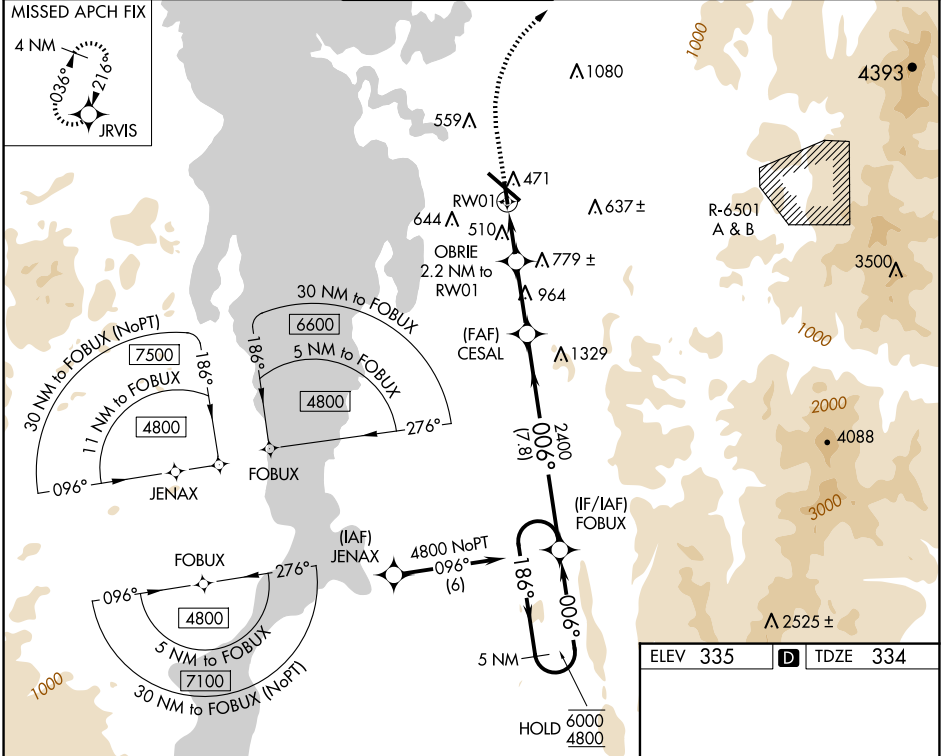 MISSED APCH FIX
4 NM
036°
216°
JRVIS
1000
4393
1080
559
471
RW01
637 ±
644
510
R-6501
A & B
OBRIE
2.2 NM to
RW01
779 ±
3500
964
30 NM to FOBUX
6600
5 NM to FOBUX
4800
186°
276°
FOBUX
30 NM to FOBUX (NoPT)
7500
11 NM to FOBUX
4800
186°
096°
JENAX
(FAF)
CESAL
1329
1000
2000
4088
3000
006°
2400
(7.8)
(IF/IAF)
FOBUX
(IAF)
JENAX
4800 NoPT
096°
(6)
186°
006°
5 NM
HOLD
6000
4800
FOBUX
096°
276°
4800
5 NM to FOBUX
7100
30 NM to FOBUX (NoPT)
1000
2525 ±
ELEV 335 D TDZE 334